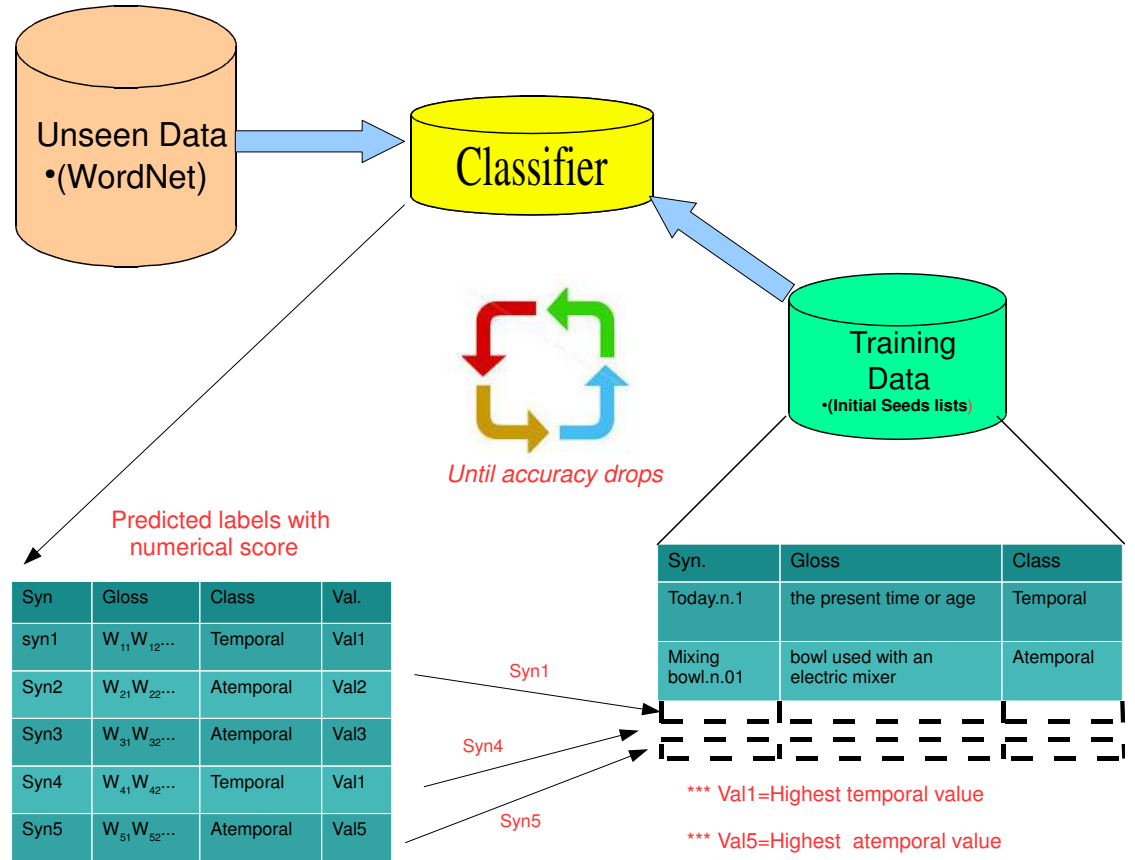 Unseen Data
•(WordNet)
Classifier
Training
Data
•(Initial Seeds lists)
Until accuracy drops
Predicted labels with
numerical score
Syn Gloss Class Val.
syn1 W₁₁W₁₂... Temporal Val1
Syn2 W₂₁W₂₂... Atemporal Val2
Syn3 W₃₁W₃₂... Atemporal Val3
Syn4 W₄₁W₄₂... Temporal Val1
Syn5 W₅₁W₅₂... Atemporal Val5
Syn1
Syn4
Syn5
Syn. Gloss Class
Today.n.1 the present time or age Temporal
Mixing bowl used with an Atemporal
bowl.n.01 electric mixer
*** Val1=Highest temporal value
*** Val5=Highest atemporal value